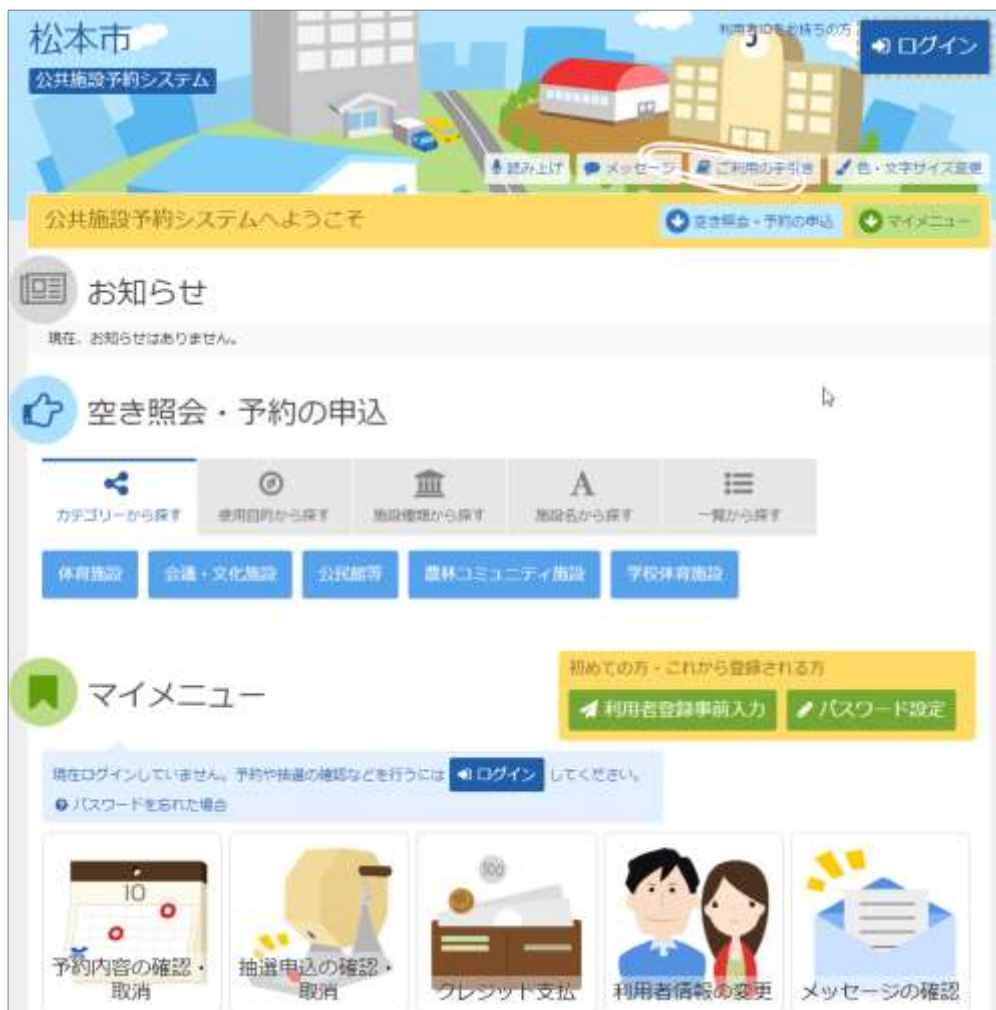 松本市
利用者IDをお持ちの方
ログイン
公共施設予約システム
読み上げ
メッセージ
ご利用の手引き
色・文字サイズ変更
公共施設予約システムへようこそ
空き照会・予約の申込
マイメニュー
お知らせ
現在、お知らせはありません。
空き照会・予約の申込
カテゴリーから探す
使用目的から探す
施設種類から探す
施設名から探す
一覧から探す
体育施設
会議・文化施設
公民館等
農林コミュニティ施設
学校体育施設
マイメニュー
初めての方・これから登録される方
利用者登録事前入力
パスワード設定
現在ログインしていません。予約や抽選の確認などを行うには ログイン してください。
パスワードを忘れた場合
10
100
予約内容の確認・
取消
抽選申込の確認・
取消
クレジット支払
利用者情報の変更
メッセージの確認